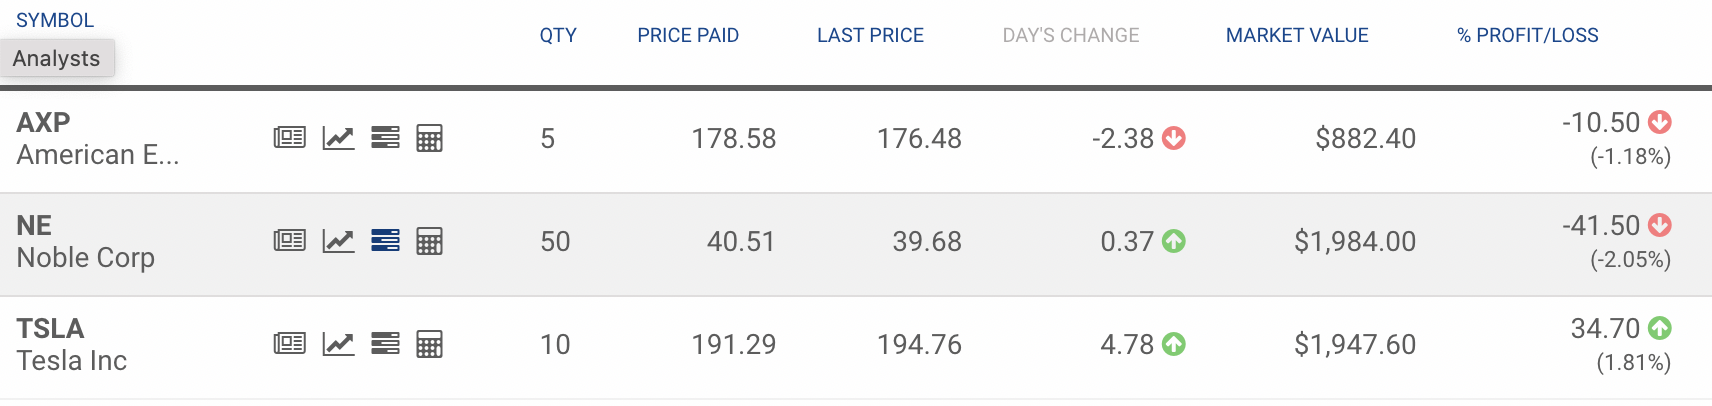 SYMBOL
Analysts
QTY PRICE PAID LAST PRICE DAY'S CHANGE MARKET VALUE % PROFIT/LOSS
AXP
American E...
5 178.58 176.48 -2.38 $882.40 -10.50
(-1.18%)
NE
Noble Corp
50 40.51 39.68 0.37 $1,984.00 -41.50
(-2.05%)
TSLA
Tesla Inc
10 191.29 194.76 4.78 $1,947.60 34.70
(1.81%)